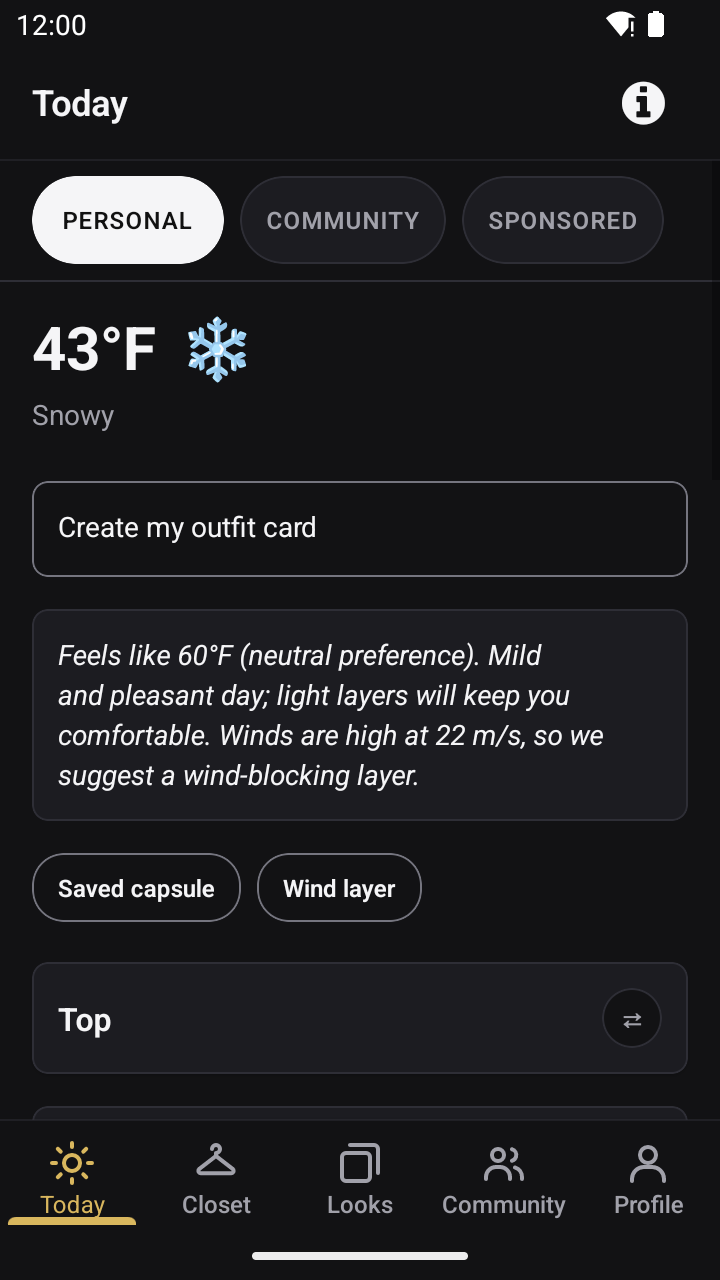 12:00
Today
PERSONAL
COMMUNITY
SPONSORED
43°F
Snowy
Create my outfit card
Feels like 60°F (neutral preference). Mild
and pleasant day; light layers will keep you
comfortable. Winds are high at 22 m/s, so we
suggest a wind-blocking layer.
Saved capsule
Wind layer
Top
Today
Closet
Looks
Community
Profile